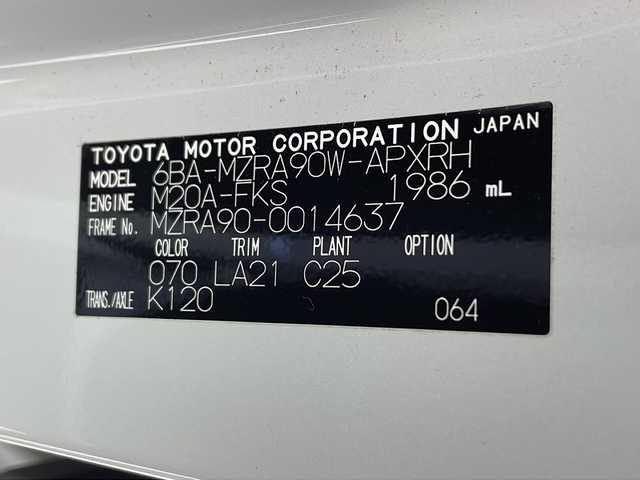 TOYOTA MOTOR CORPORATION JAPAN
MODEL 6BA-MZRA90W-APXRH
ENGINE M20A-FKS 1986 mL
FRAME No. MZRA90-0014637
COLOR TRIM PLANT OPTION
070 LA21 C25
TRANS./AXLE K120
064